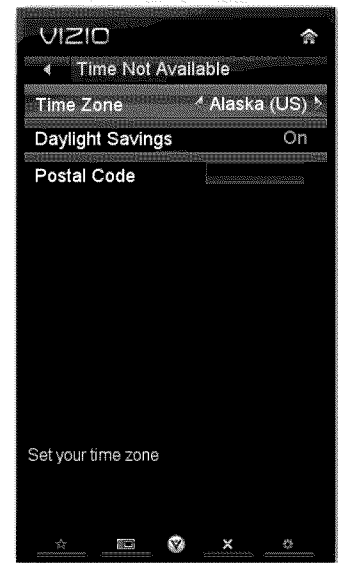 VIZIO
Time Not Available
Time Zone Alaska (US)
Daylight Savings On
Postal Code
Set your time zone